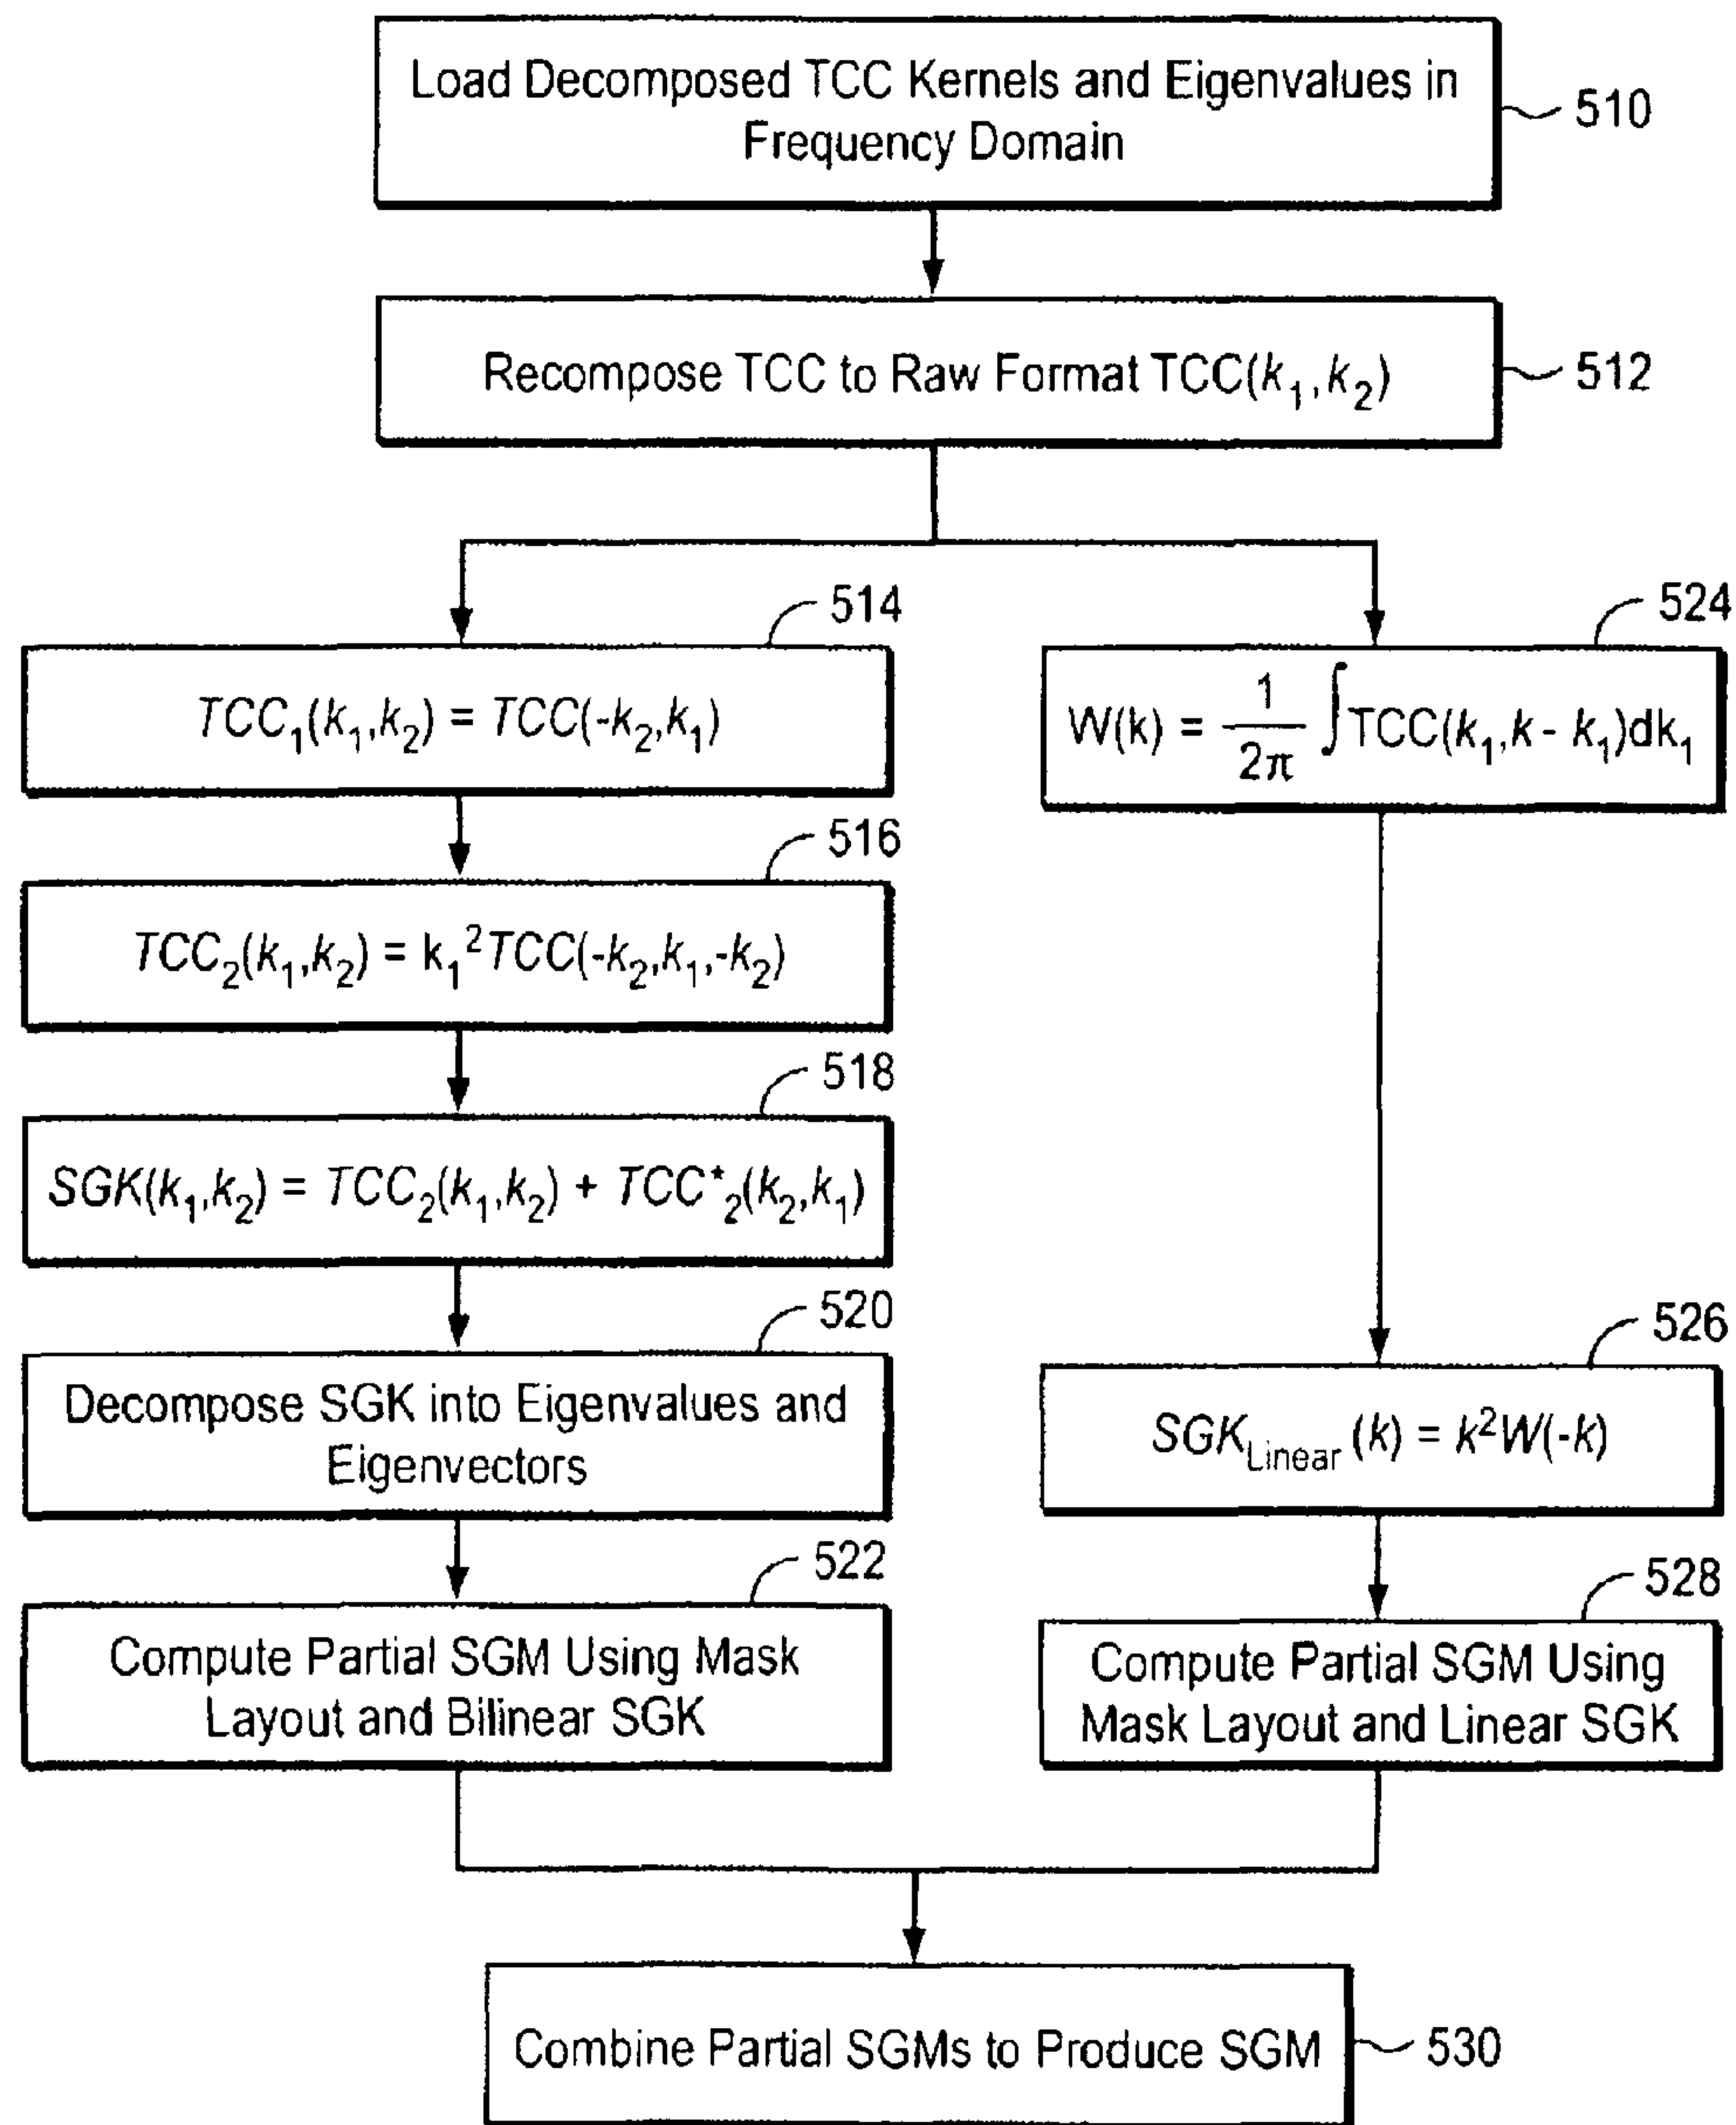 Load Decomposed TCC Kernels and Eigenvalues in
Frequency Domain
510
Recompose TCC to Raw Format TCC(k₁,k₂)
512
514
TCC₁(k₁,k₂) = TCC(-k₂,k₁)
516
TCC₂(k₁,k₂) = k₁²TCC(-k₂,k₁,-k₂)
518
SGK(k₁,k₂) = TCC₂(k₁,k₂) + TCC*₂(k₂,k₁)
520
Decompose SGK into Eigenvalues and
Eigenvectors
522
Compute Partial SGM Using Mask
Layout and Bilinear SGK
524
W(k) = 1/2π ∫TCC(k₁,k - k₁)dk₁
526
SGK_Linear (k) = k²W(-k)
528
Compute Partial SGM Using
Mask Layout and Linear SGK
Combine Partial SGMs to Produce SGM
530